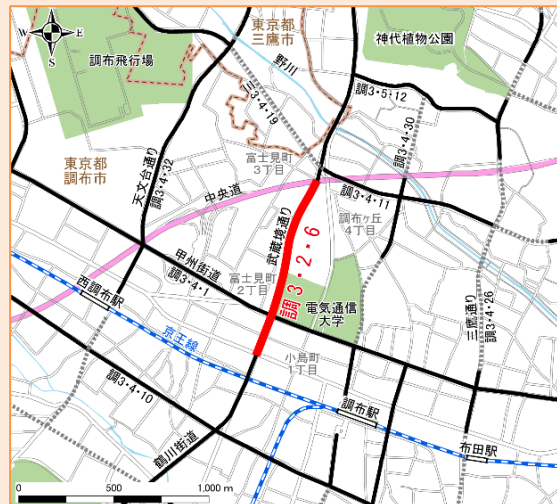 N
W
E
S
調布飛行場
東京都
三鷹市
神代植物公園
野川
三・4・19
調3・5・12
調3・4・30
富士見町
3丁目
東京都
調布市
天文台通り
調3・4・32
中央道
武蔵境通り
調3・4・11
調布ヶ丘
4丁目
甲州街道
調3・4・1
富士見町
2丁目
調3・2・6
電気通信
大学
三鷹通り
調3・4・26
西調布駅
京王線
小島町
1丁目
調3・4・10
調布駅
布田駅
鶴川街道
0
500
1,000 m